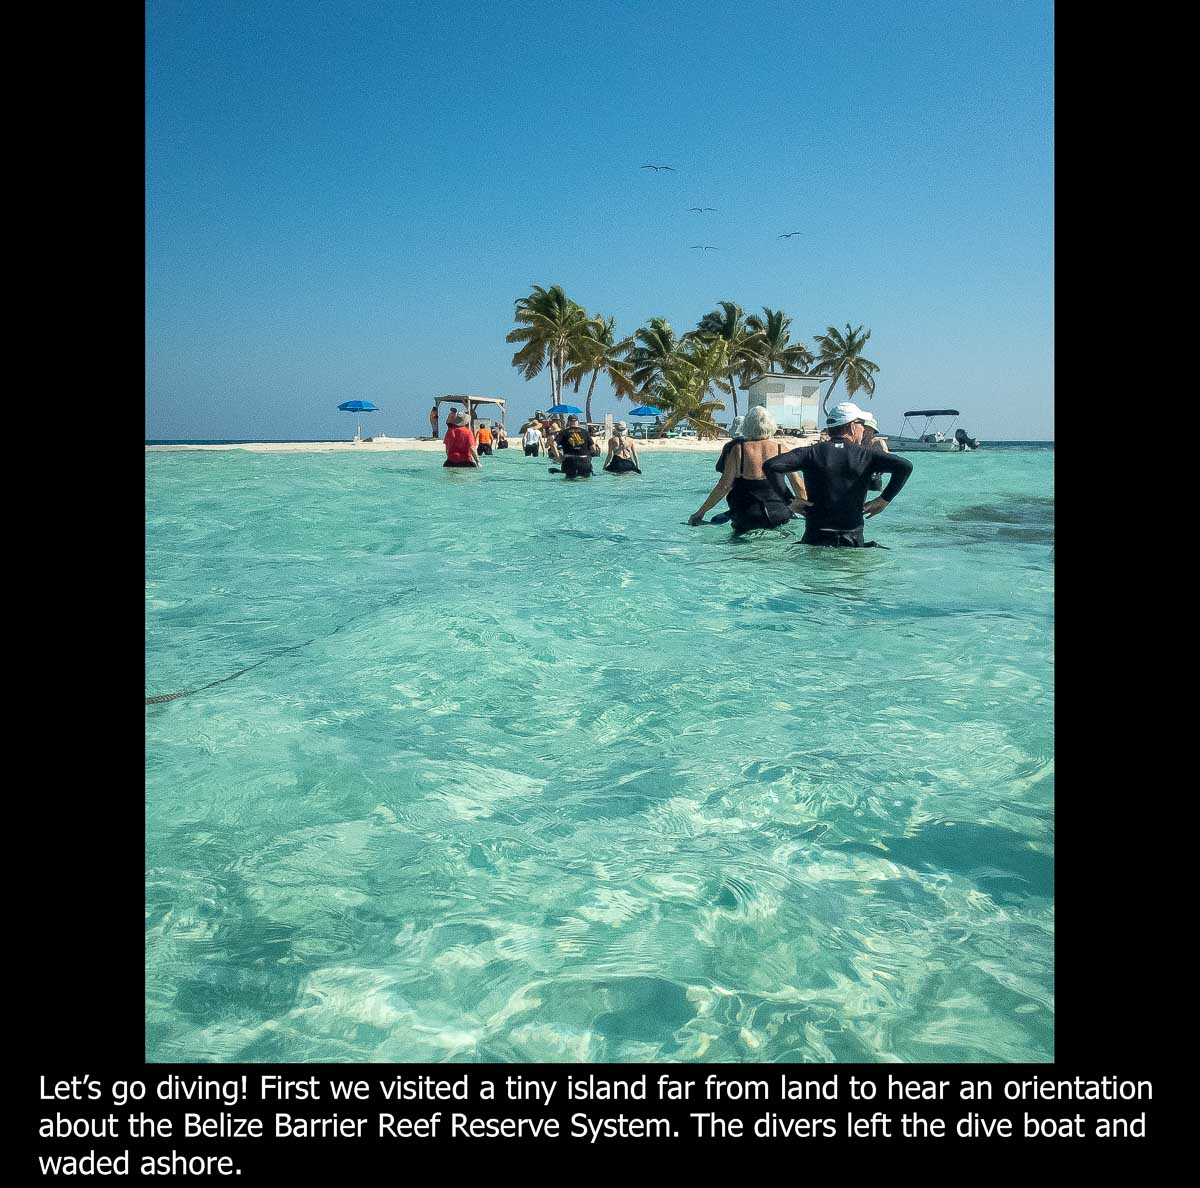 Let’s go diving! First we visited a tiny island far from land to hear an orientation
about the Belize Barrier Reef Reserve System. The divers left the dive boat and
waded ashore.